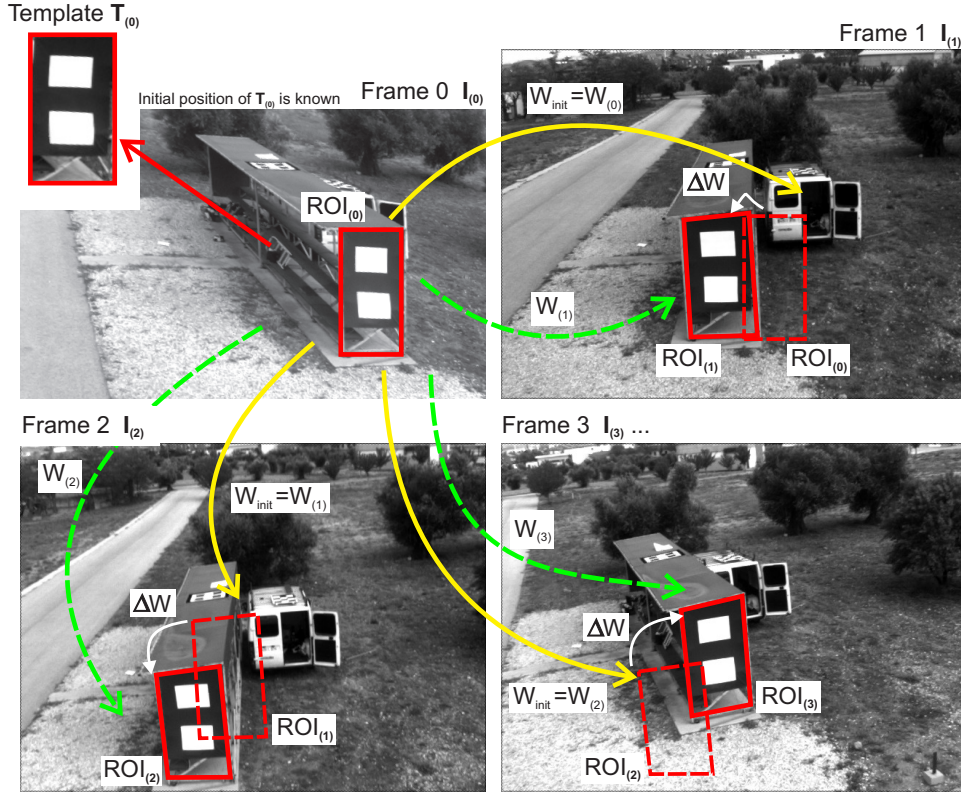 Template T(0)
Initial position of T(0) is known
Frame 0 I(0)
ROI(0)
Frame 1 I(1)
Winit=W(0)
ΔW
W(1)
ROI(1)
ROI(0)
Frame 2 I(2)
W(2)
Winit=W(1)
ΔW
ROI(1)
ROI(2)
Frame 3 I(3) ...
W(3)
ΔW
Winit=W(2)
ROI(3)
ROI(2)